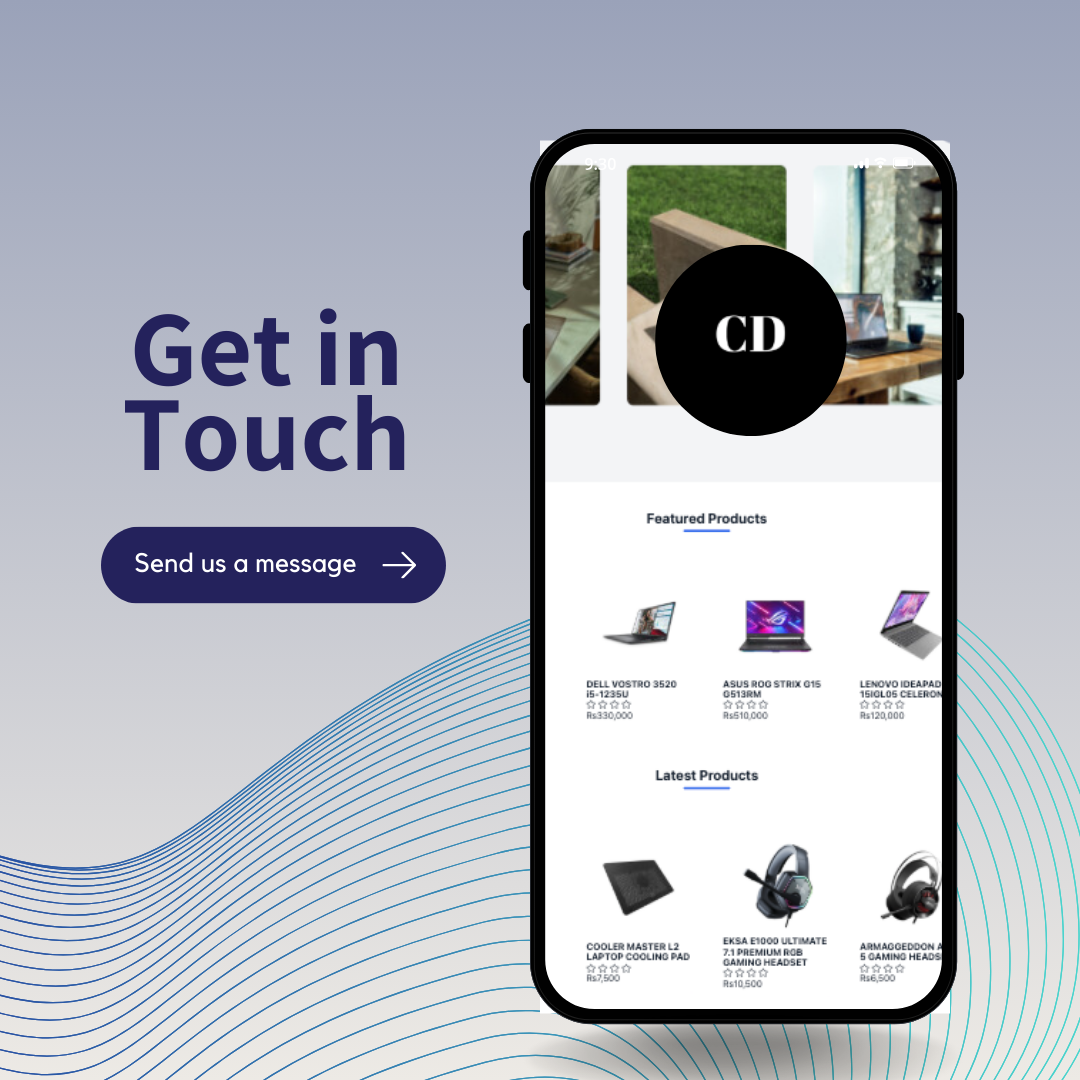 Get in
Touch
Send us a message
9:30
CD
Featured Products
DELL VOSTRO 3520
i5-1235U
Rs330,000
ASUS ROG STRIX G15
G513RM
Rs510,000
LENOVO IDEAPAD
15IGL05 CELERON
Rs120,000
Latest Products
COOLER MASTER L2
LAPTOP COOLING PAD
Rs7,500
EKSA E1000 ULTIMATE
7.1 PREMIUM RGB
GAMING HEADSET
Rs10,500
ARMAGEDDON A
5 GAMING HEADS
Rs6,500